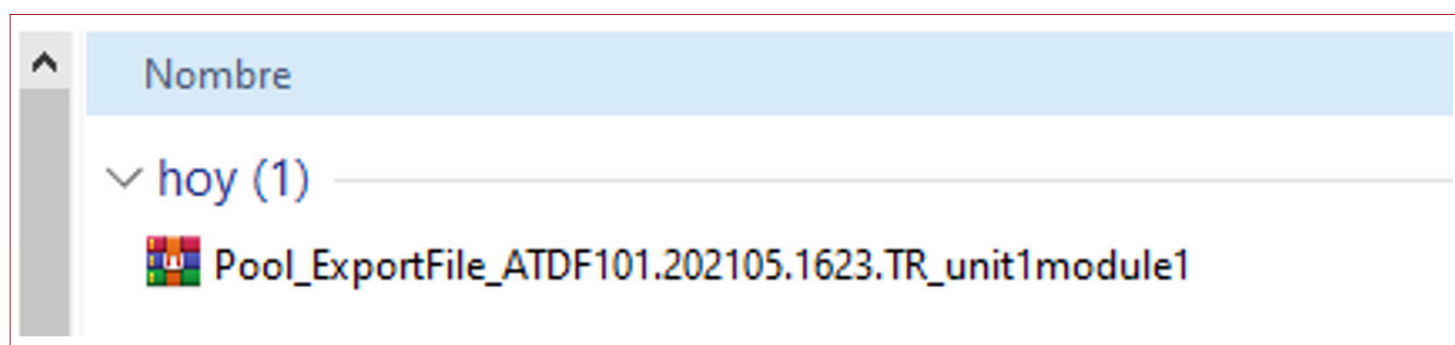 Nombre
hoy (1)
Pool_ExportFile_ATDF101.202105.1623.TR_unit1module1